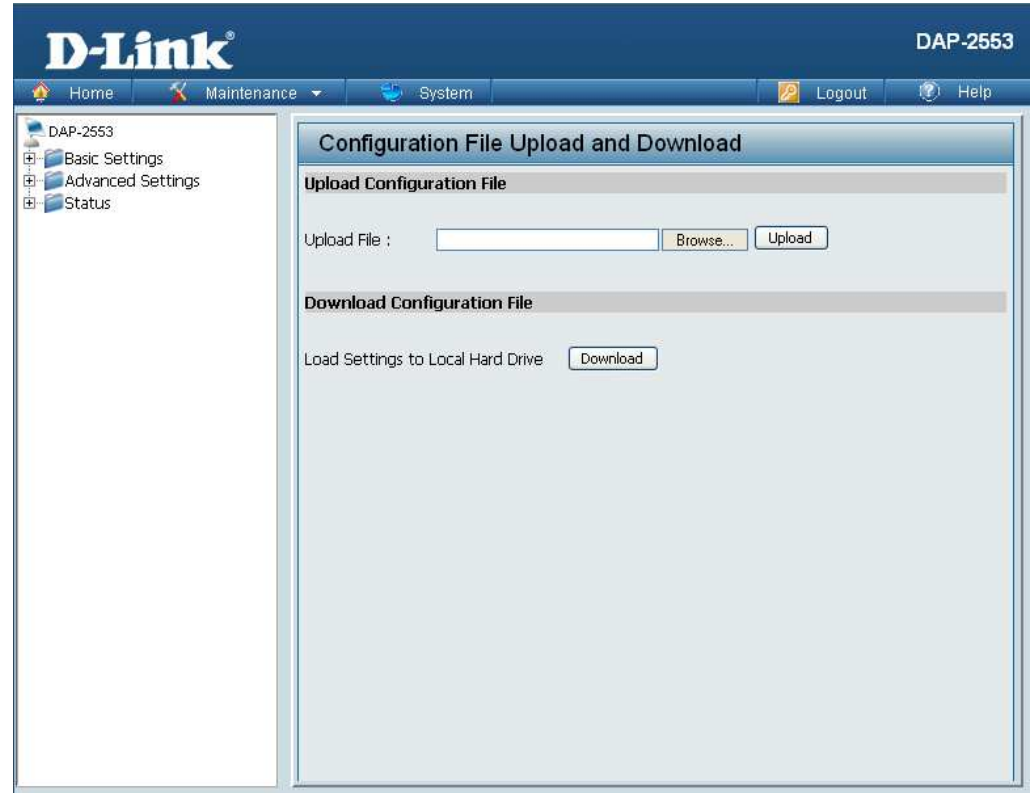 D-Link®
DAP-2553
Home Maintenance System Logout Help
DAP-2553
Basic Settings
Advanced Settings
Status
Configuration File Upload and Download
Upload Configuration File
Upload File : Browse... Upload
Download Configuration File
Load Settings to Local Hard Drive Download